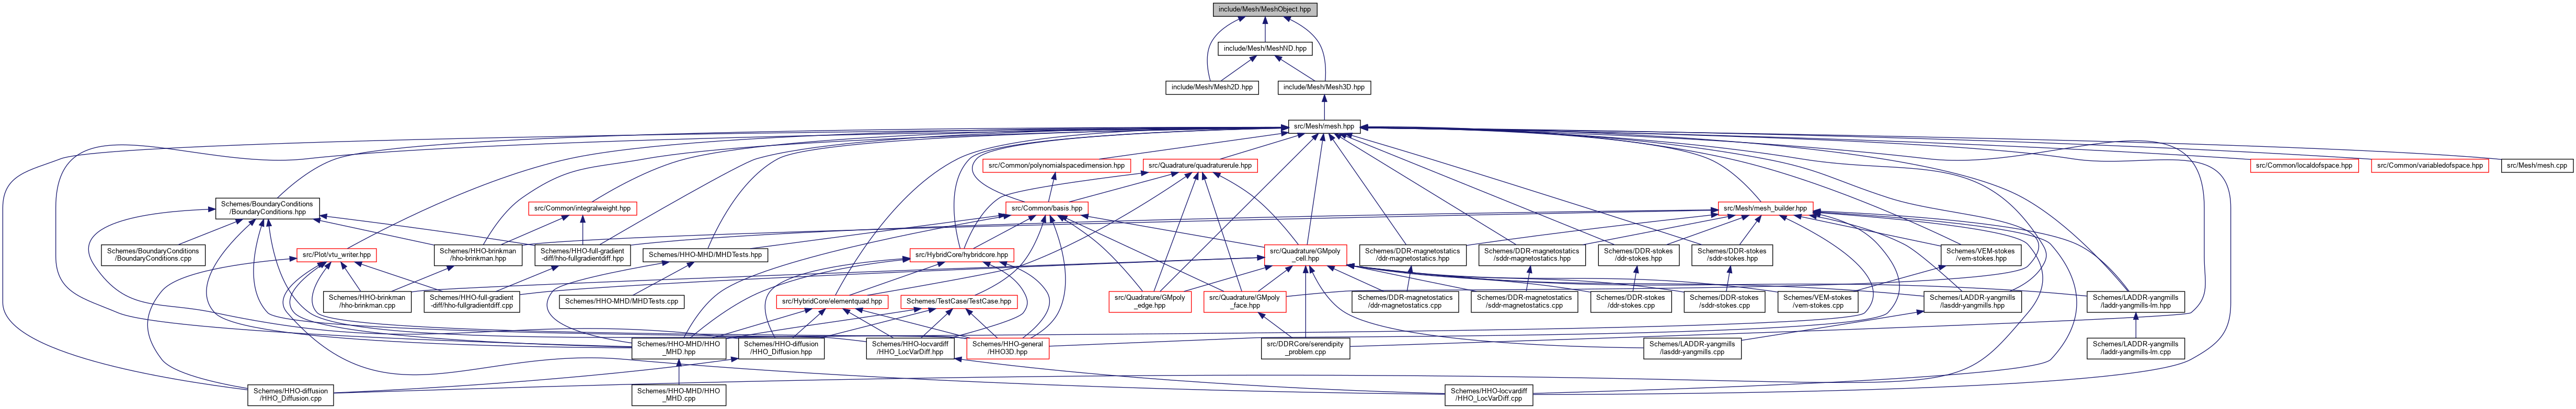 include/Mesh/MeshObject.hpp
include/Mesh/MeshND.hpp
include/Mesh/Mesh2D.hpp
include/Mesh/Mesh3D.hpp
src/Mesh/mesh.hpp
src/Common/polynomialspacedimension.hpp
src/Quadrature/quadraturerule.hpp
src/Common/localdofspace.hpp
src/Common/variabledofspace.hpp
src/Mesh/mesh.cpp
Schemes/BoundaryConditions
/BoundaryConditions.hpp
src/Common/integralweight.hpp
src/Common/basis.hpp
src/Mesh/mesh_builder.hpp
Schemes/BoundaryConditions
/BoundaryConditions.cpp
src/Plot/vtu_writer.hpp
Schemes/HHO-brinkman
/hho-brinkman.hpp
Schemes/HHO-full-gradient
-diff/hho-fullgradientdiff.hpp
Schemes/HHO-MHD/MHDTests.hpp
src/HybridCore/hybridcore.hpp
src/Quadrature/GMpoly
_cell.hpp
Schemes/DDR-magnetostatics
/ddr-magnetostatics.hpp
Schemes/DDR-magnetostatics
/sddr-magnetostatics.hpp
Schemes/DDR-stokes
/ddr-stokes.hpp
Schemes/DDR-stokes
/sddr-stokes.hpp
Schemes/VEM-stokes
/vem-stokes.hpp
Schemes/HHO-brinkman
/hho-brinkman.cpp
Schemes/HHO-full-gradient
-diff/hho-fullgradientdiff.cpp
Schemes/HHO-MHD/MHDTests.cpp
src/HybridCore/elementquad.hpp
Schemes/TestCase/TestCase.hpp
src/Quadrature/GMpoly
_edge.hpp
src/Quadrature/GMpoly
_face.hpp
Schemes/DDR-magnetostatics
/ddr-magnetostatics.cpp
Schemes/DDR-magnetostatics
/sddr-magnetostatics.cpp
Schemes/DDR-stokes
/ddr-stokes.cpp
Schemes/DDR-stokes
/sddr-stokes.cpp
Schemes/VEM-stokes
/vem-stokes.cpp
Schemes/LADDR-yangmills
/lasddr-yangmills.hpp
Schemes/LADDR-yangmills
/laddr-yangmills-lm.hpp
Schemes/HHO-MHD/HHO
_MHD.hpp
Schemes/HHO-diffusion
/HHO_Diffusion.hpp
Schemes/HHO-locvardiff
/HHO_LocVarDiff.hpp
Schemes/HHO-general
/HHO3D.hpp
src/DDRCore/serendipity
_problem.cpp
Schemes/LADDR-yangmills
/lasddr-yangmills.cpp
Schemes/LADDR-yangmills
/laddr-yangmills-lm.cpp
Schemes/HHO-diffusion
/HHO_Diffusion.cpp
Schemes/HHO-MHD/HHO
_MHD.cpp
Schemes/HHO-locvardiff
/HHO_LocVarDiff.cpp